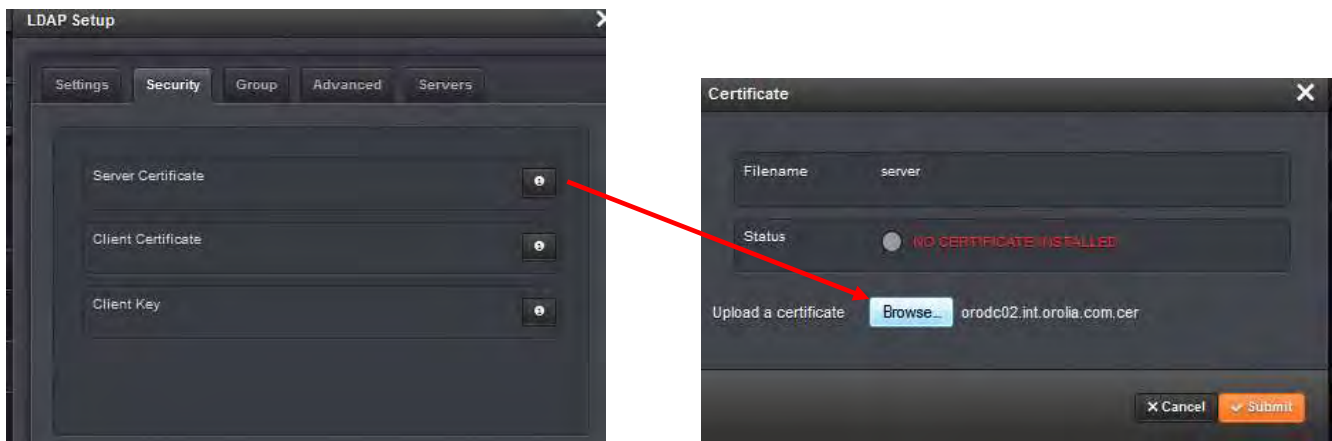 LDAP Setup
Settings Security Group Advanced Servers
Server Certificate
Client Certificate
Client Key
Certificate
Filename server
Status NO CERTIFICATE INSTALLED
Upload a certificate Browse... orodc02.int.orolia.com.cer
Cancel Submit